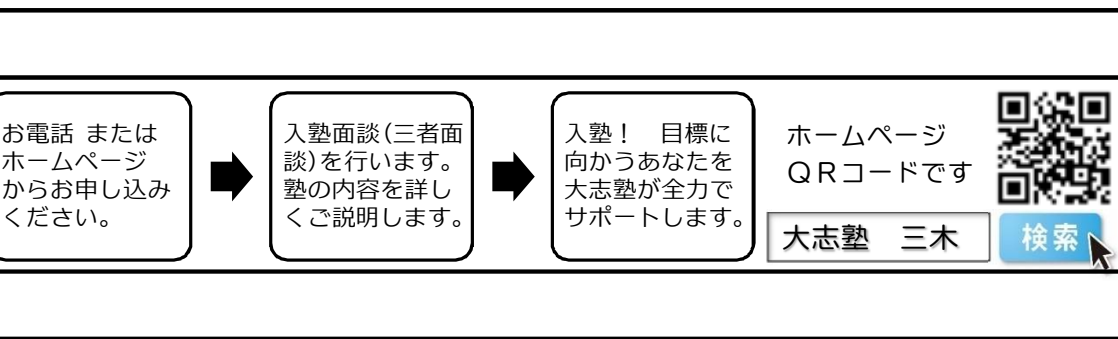 お電話 または
ホームページ
からお申し込み
ください。
入塾面談(三者面
談)を行います。
塾の内容を詳し
くご説明します。
入塾！　目標に
向かうあなたを
大志塾が全力で
サポートします。
ホームページ
ＱＲコードです
大志塾　三木
検索